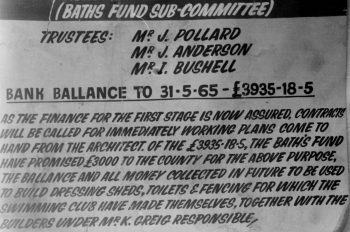 (BATHS FUND SUB-COMMITTEE)
TRUSTEES: MR J. POLLARD
MR J. ANDERSON
MR I. BUSHELL
BANK BALLANCE TO 31-5-65 - £3935-18-5
AS THE FINANCE FOR THE FIRST STAGE IS NOW ASSURED, CONTRACTS
WILL BE CALLED FOR IMMEDIATELY WORKING PLANS COME TO
HAND FROM THE ARCHITECT. OF THE £3935-18-5, THE BATH'S FUND
HAVE PROMISED £3000 TO THE COUNTY FOR THE ABOVE PURPOSE,
THE BALLANCE AND ALL MONEY COLLECTED IN FUTURE TO BE USED
TO BUILD DRESSING SHEDS, TOILETS & FENCING FOR WHICH THE
SWIMMING CLUB HAVE MADE THEMSELVES, TOGETHER WITH THE
BUILDERS UNDER MR K. GREIG RESPONSIBLE,